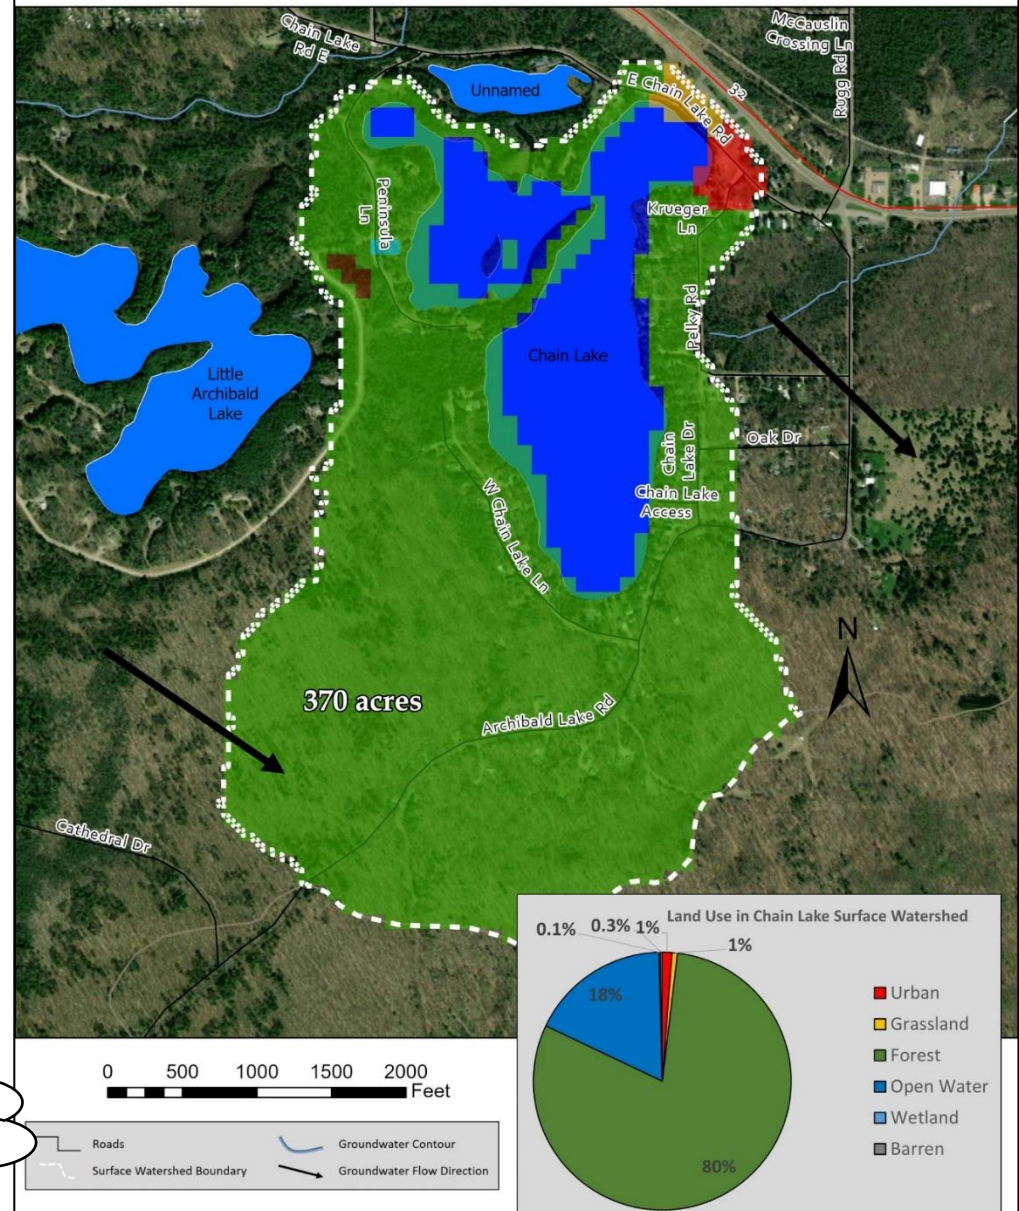 Chain Lake
Rd E
McCauslin
Crossing Ln
Rugg Rd
Unnamed
E Chain Lake Rd
32
Peninsula
Ln
Krueger
Ln
Pelky Rd
Chain Lake
Little
Archibald
Lake
Oak Dr
Chain
Lake Dr
Chain Lake
Access
W Chain Lake Ln
N
370 acres
Archibald Lake Rd
Cathedral Dr
Land Use in Chain Lake Surface Watershed
0.1%
0.3%
1%
1%
18%
80%
Urban
Grassland
Forest
Open Water
Wetland
Barren
0 500 1000 1500 2000
Feet
Roads
Surface Watershed Boundary
Groundwater Contour
Groundwater Flow Direction